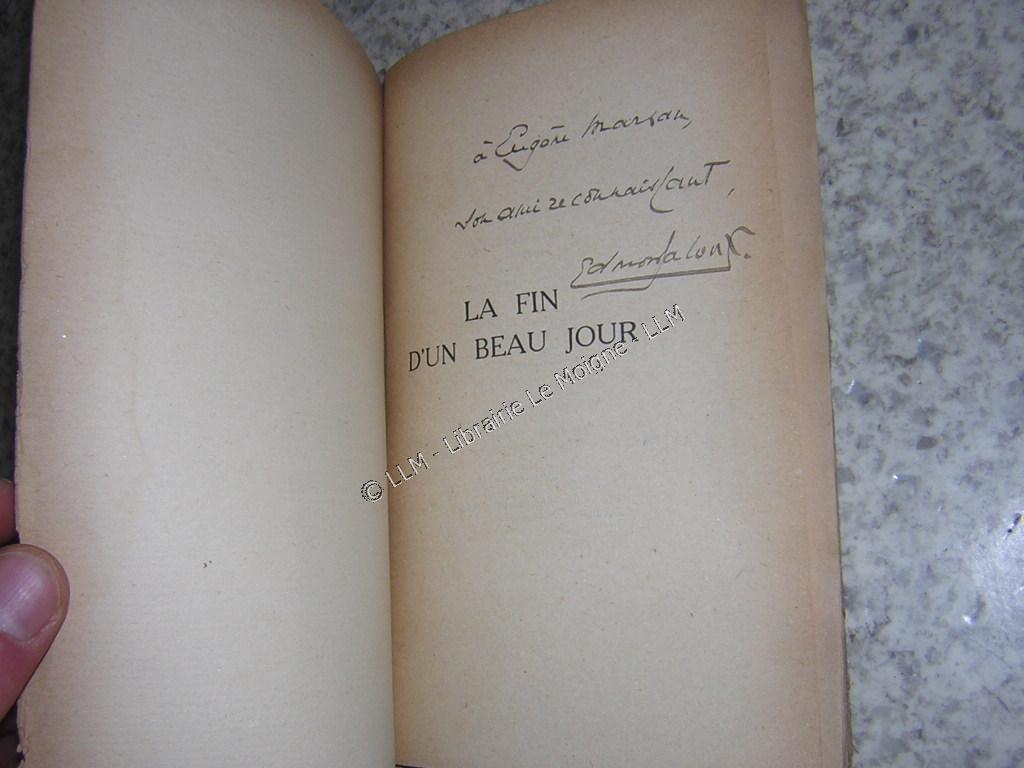 à Eugène Marsan,
son ami reconnaissant,
Edmond Jaloux.
LA FIN
D'UN BEAU JOUR
© LLM - Librairie Le Moigne - LLM